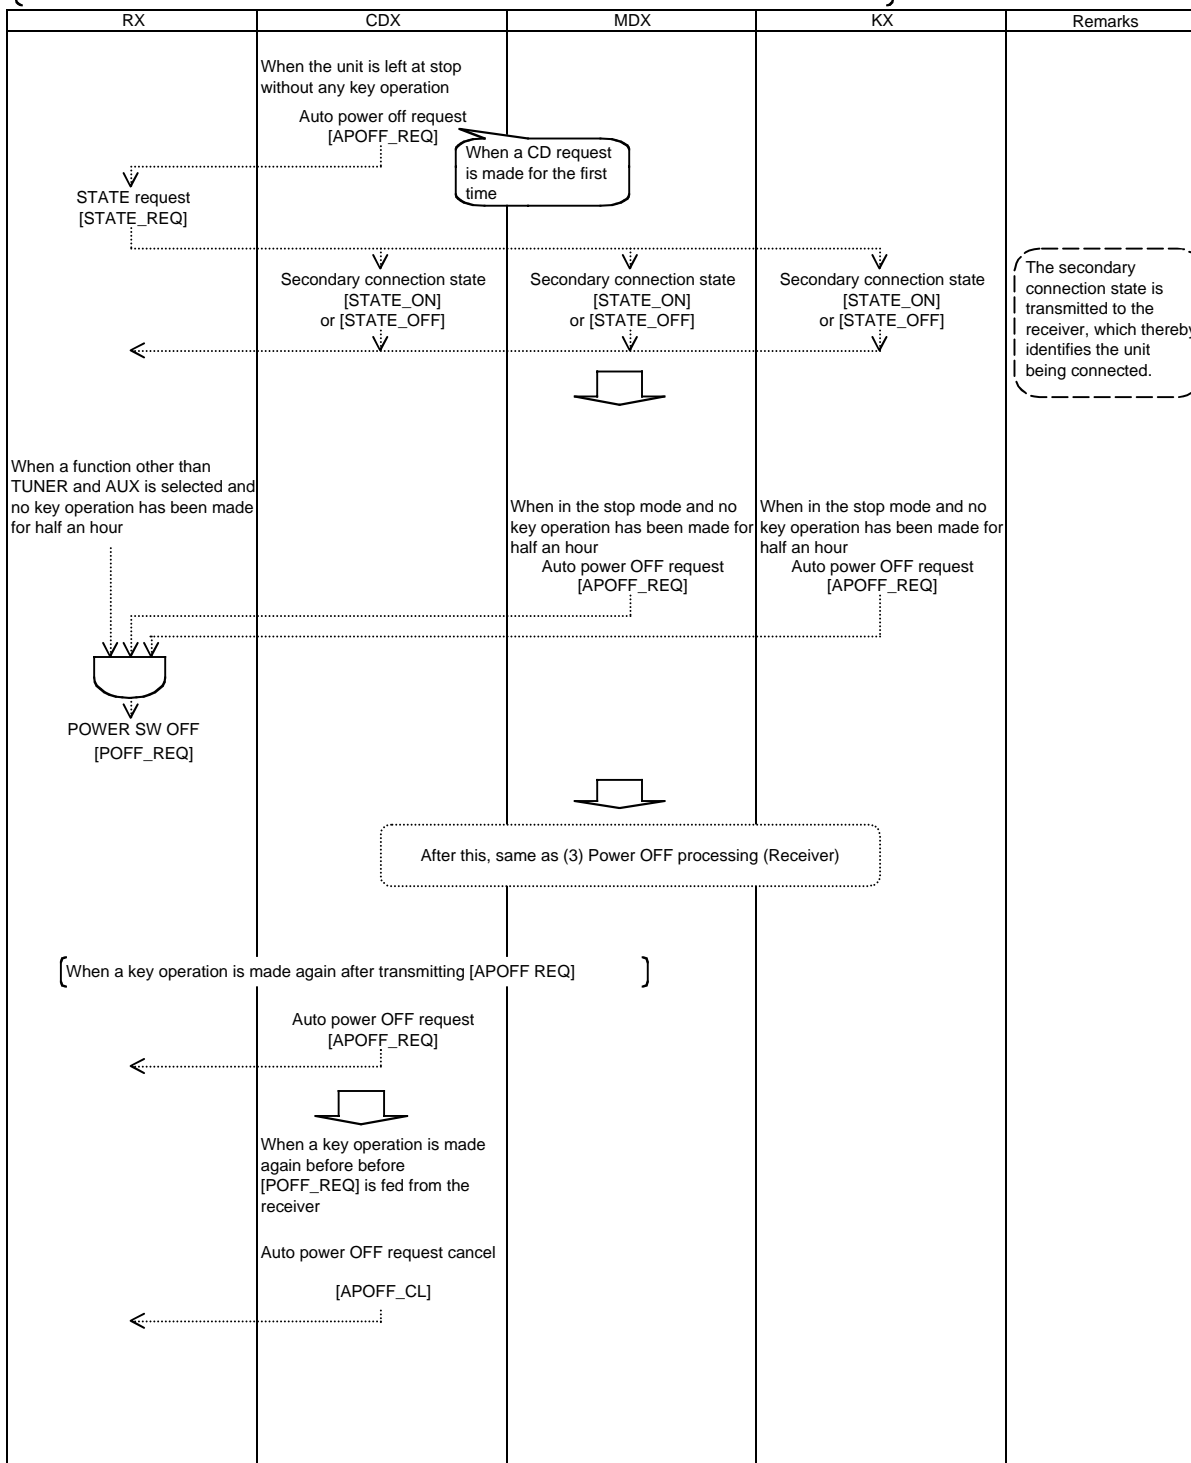 RX
CDX
MDX
KX
Remarks
When the unit is left at stop
without any key operation
Auto power off request
[APOFF_REQ]
When a CD request
is made for the first
time
STATE request
[STATE_REQ]
Secondary connection state
[STATE_ON]
or [STATE_OFF]
Secondary connection state
[STATE_ON]
or [STATE_OFF]
Secondary connection state
[STATE_ON]
or [STATE_OFF]
The secondary
connection state is
transmitted to the
receiver, which thereby
identifies the unit
being connected.
When a function other than
TUNER and AUX is selected and
no key operation has been made
for half an hour
When in the stop mode and no
key operation has been made for
half an hour
Auto power OFF request
[APOFF_REQ]
When in the stop mode and no
key operation has been made for
half an hour
Auto power OFF request
[APOFF_REQ]
POWER SW OFF
[POFF_REQ]
After this, same as (3) Power OFF processing (Receiver)
When a key operation is made again after transmitting [APOFF REQ]
Auto power OFF request
[APOFF_REQ]
When a key operation is made
again before before
[POFF_REQ] is fed from the
receiver
Auto power OFF request cancel
[APOFF_CL]